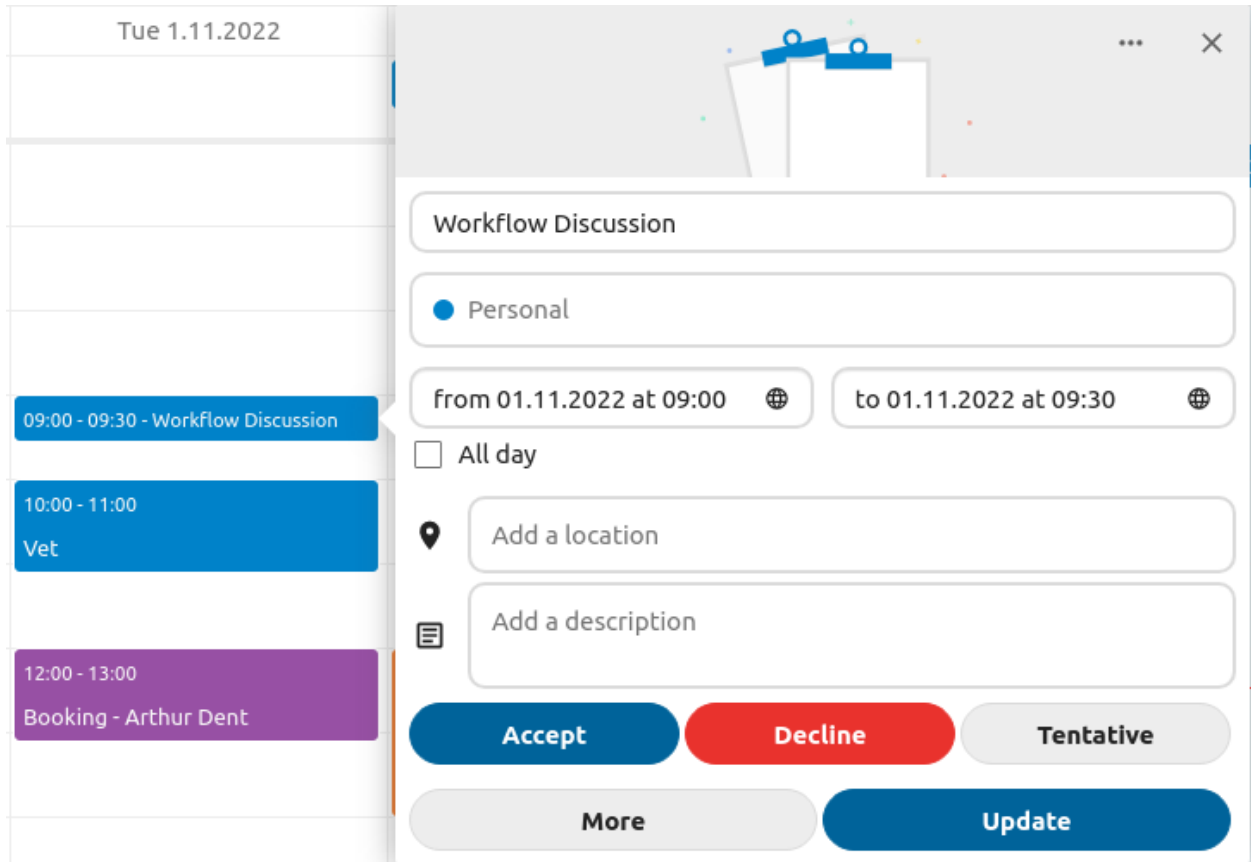 Tue 1.11.2022
09:00 - 09:30 - Workflow Discussion
10:00 - 11:00
Vet
12:00 - 13:00
Booking - Arthur Dent
Workflow Discussion
Personal
from 01.11.2022 at 09:00
to 01.11.2022 at 09:30
All day
Add a location
Add a description
Accept
Decline
Tentative
More
Update